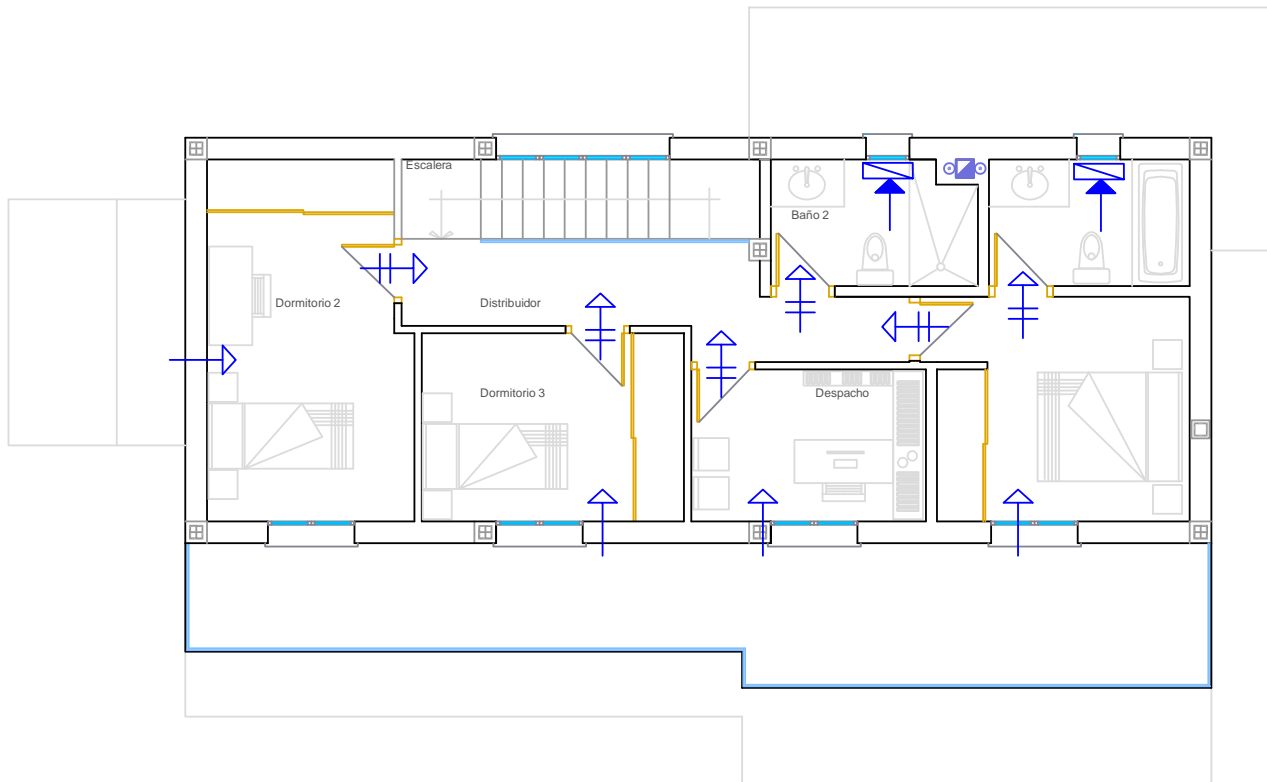 Escalera
Baño 2
Dormitorio 2
Distribuidor
Dormitorio 3
Despacho